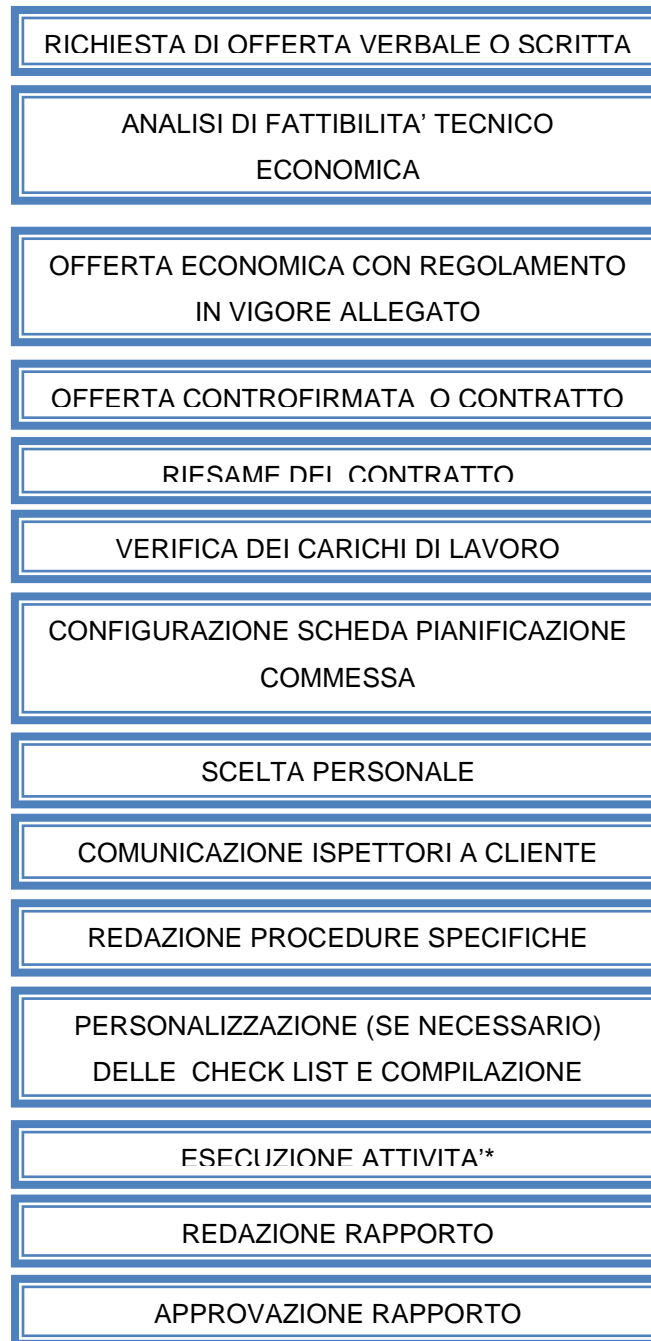 RICHIESTA DI OFFERTA VERBALE O SCRITTA
ANALISI DI FATTIBILITA’ TECNICO
ECONOMICA
OFFERTA ECONOMICA CON REGOLAMENTO
IN VIGORE ALLEGATO
OFFERTA CONTROFIRMATA O CONTRATTO
RIESAME DEL CONTRATTO
VERIFICA DEI CARICHI DI LAVORO
CONFIGURAZIONE SCHEDA PIANIFICAZIONE
COMMESSA
SCELTA PERSONALE
COMUNICAZIONE ISPETTORI A CLIENTE
REDAZIONE PROCEDURE SPECIFICHE
PERSONALIZZAZIONE (SE NECESSARIO)
DELLE CHECK LIST E COMPILAZIONE
ESECUZIONE ATTIVITA’*
REDAZIONE RAPPORTO
APPROVAZIONE RAPPORTO